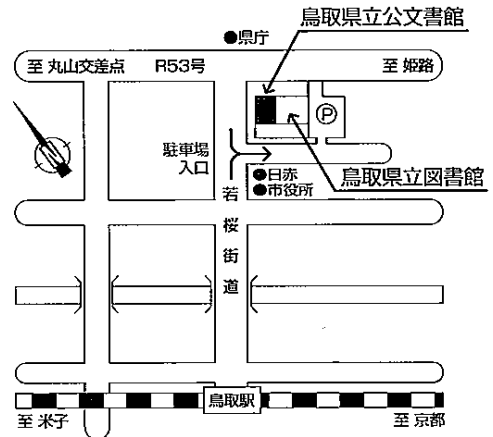 鳥取県立公文書館
●県庁
至 丸山交差点
R53号
至 姫路
P
駐車場
入口
鳥取県立図書館
●日赤
●市役所
若桜街道
鳥取駅
至 米子
至 京都